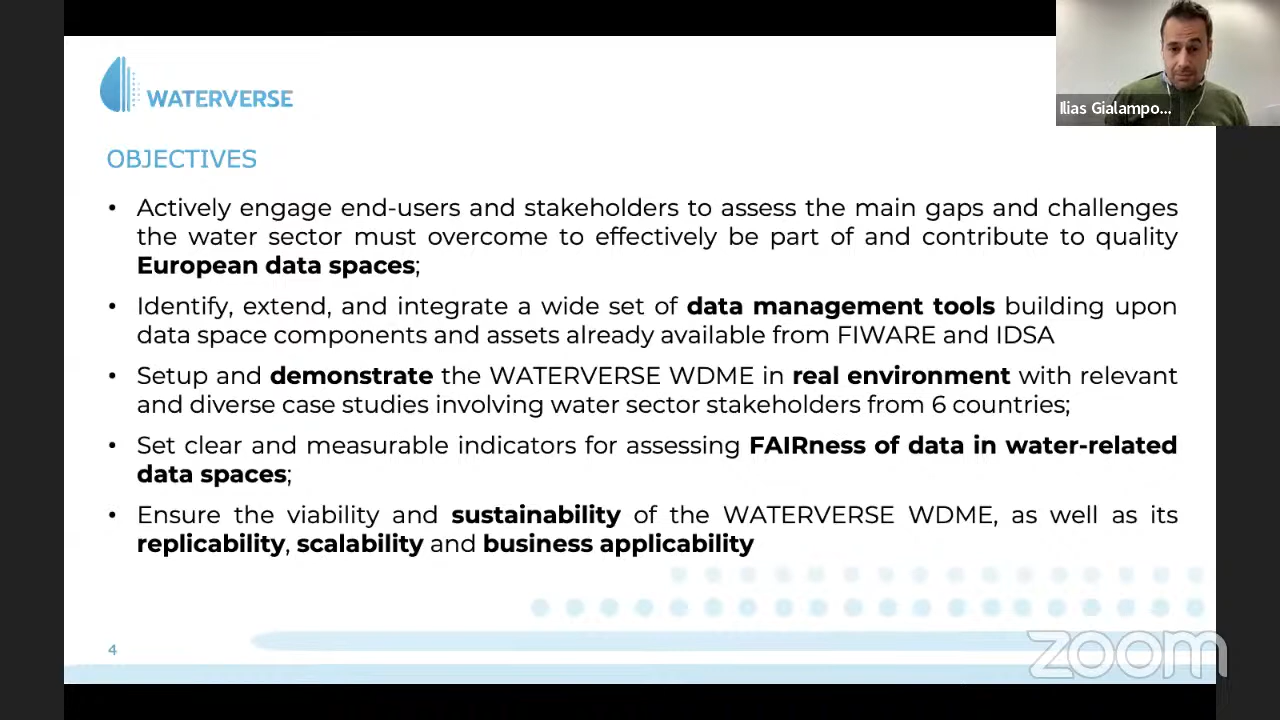 WATERVERSE
Ilias Gialampo...
OBJECTIVES
• Actively engage end-users and stakeholders to assess the main gaps and challenges
the water sector must overcome to effectively be part of and contribute to quality
European data spaces;
• Identify, extend, and integrate a wide set of data management tools building upon
data space components and assets already available from FIWARE and IDSA
• Setup and demonstrate the WATERVERSE WDME in real environment with relevant
and diverse case studies involving water sector stakeholders from 6 countries;
• Set clear and measurable indicators for assessing FAIRness of data in water-related
data spaces;
• Ensure the viability and sustainability of the WATERVERSE WDME, as well as its
replicability, scalability and business applicability
4
zoom